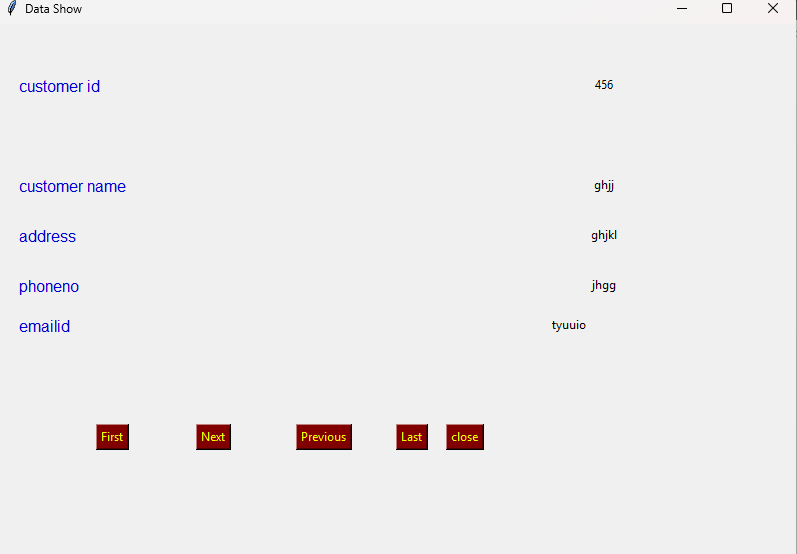 Data Show
customer id 456
customer name ghjj
address ghjkl
phoneno jhgg
emailid tyuuio
First Next Previous Last close